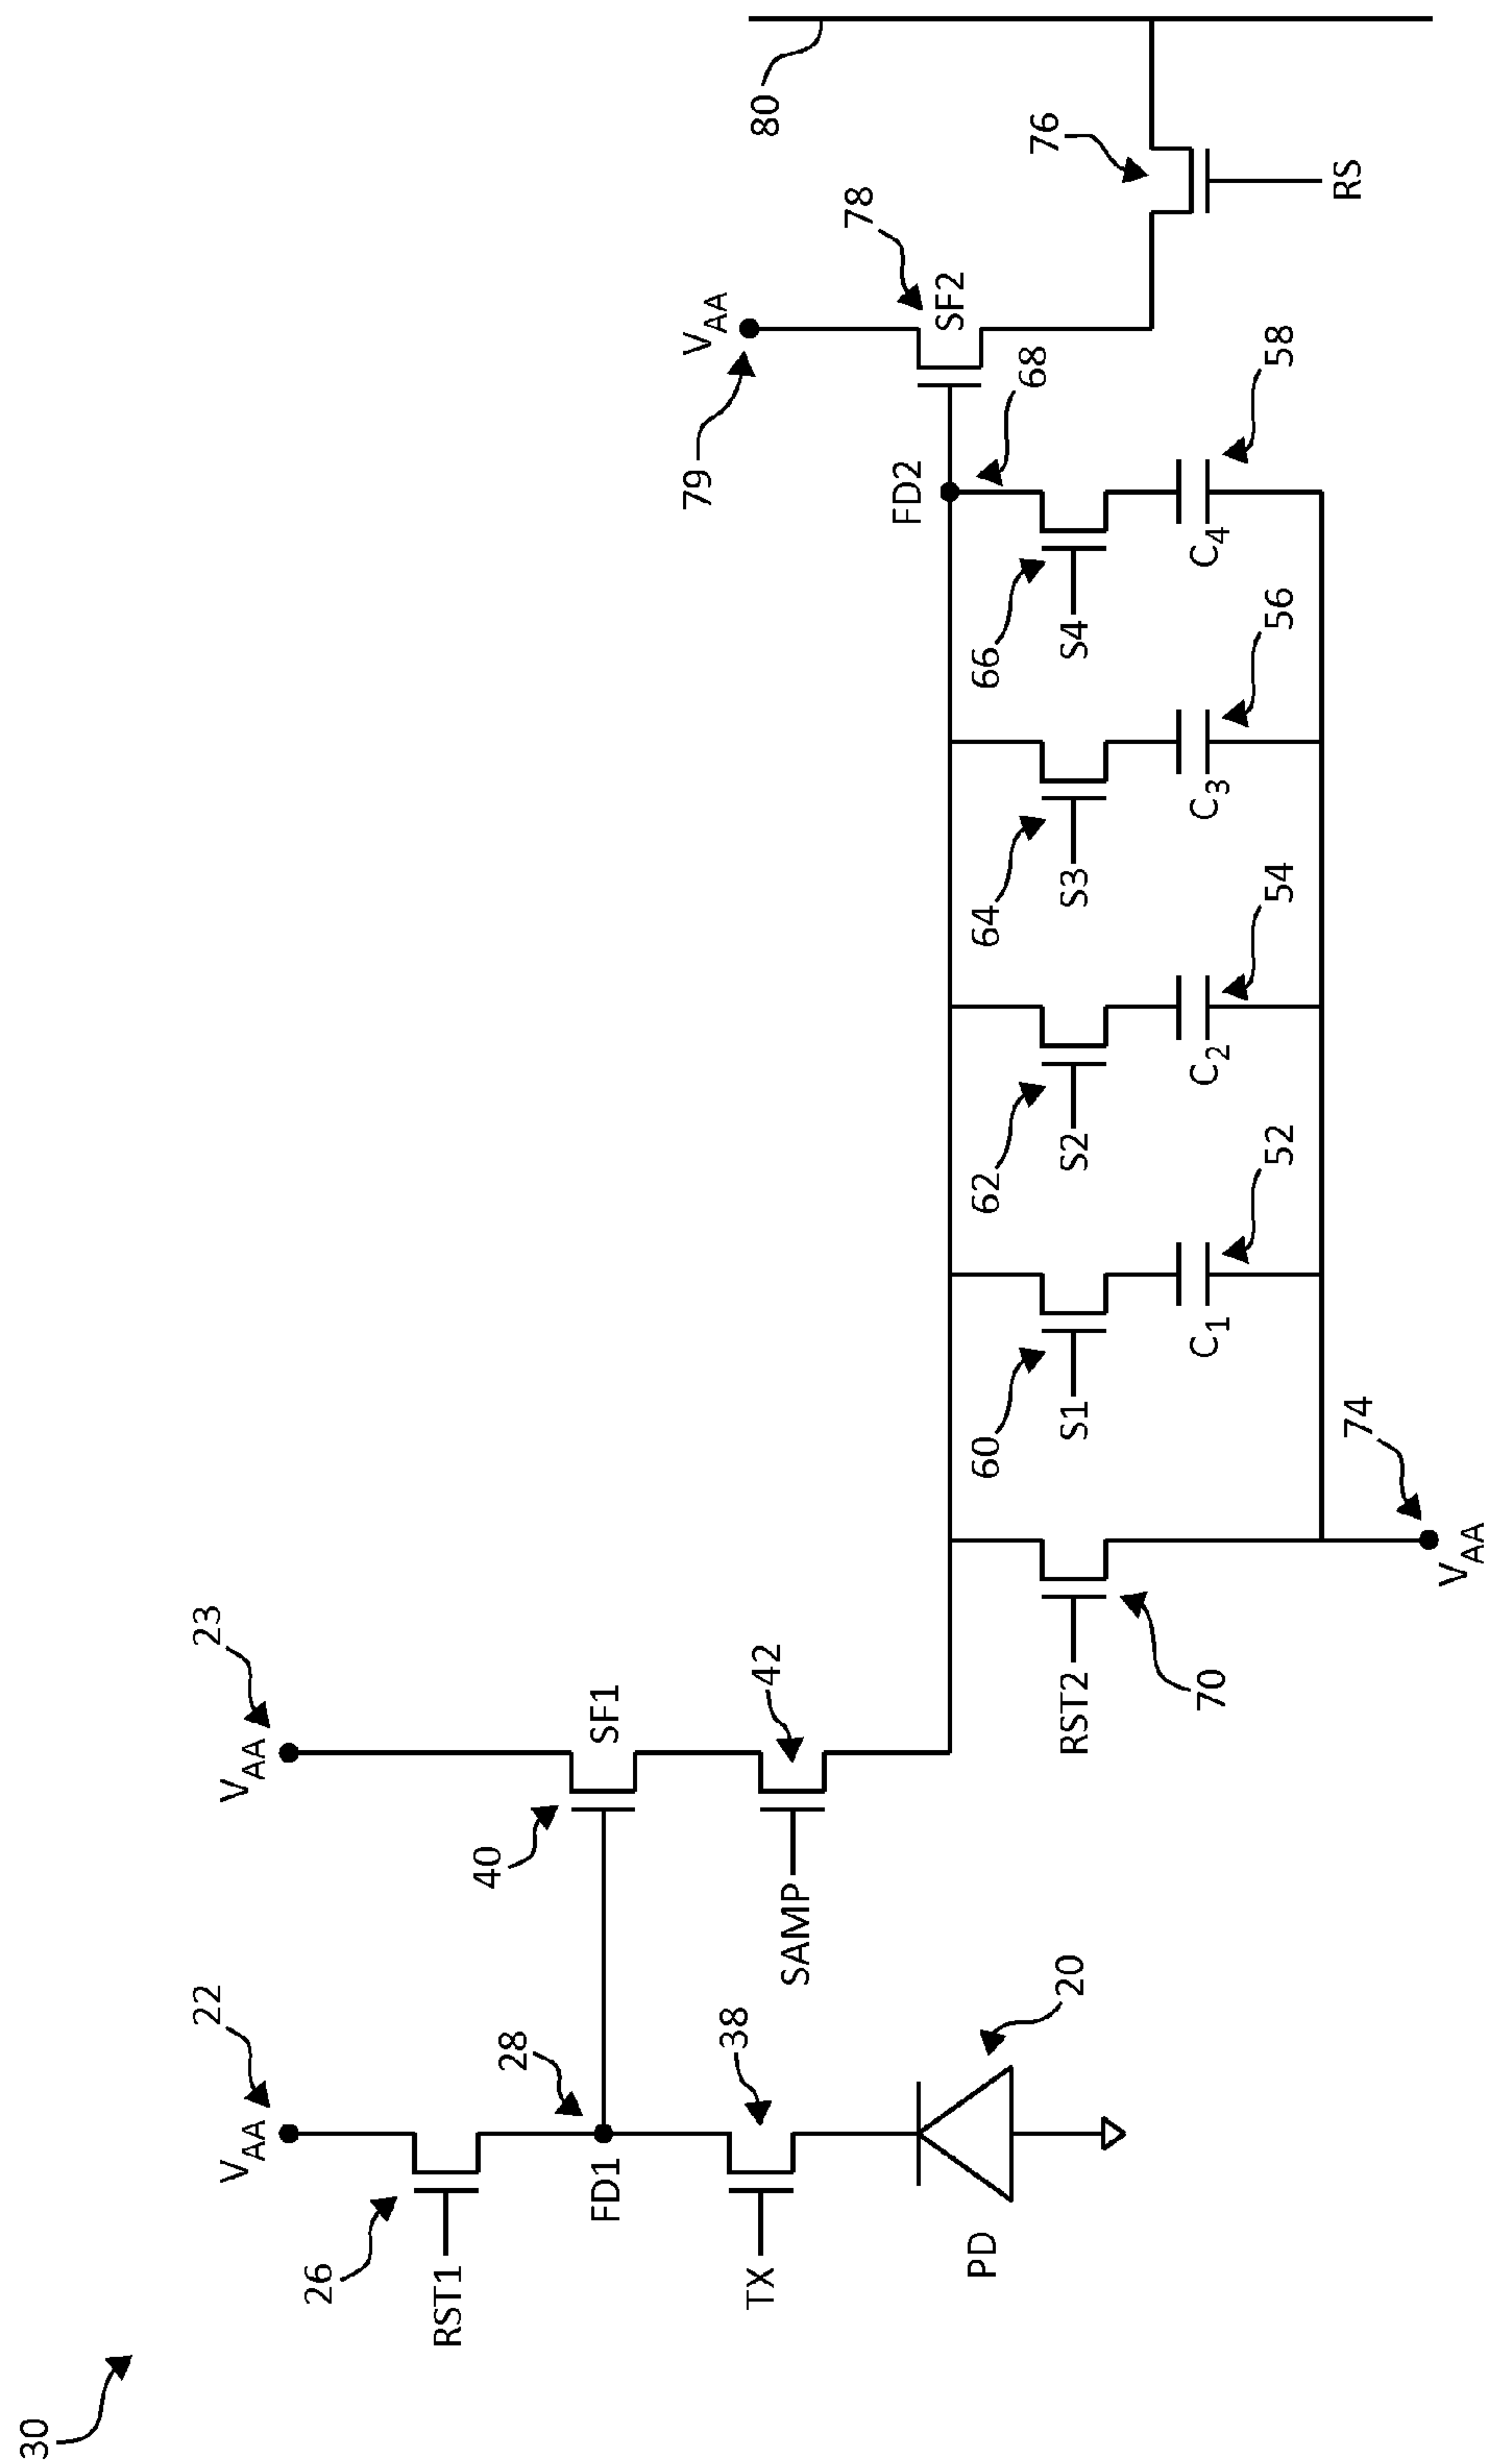 30
22
V_AA
26
RST1
28
FD1
38
TX
PD
20
23
V_AA
40
SF1
42
SAMP
RST2
70
74
V_AA
60
S1
C_1
52
62
S2
C_2
54
64
S3
C_3
56
66
S4
C_4
58
FD2
68
79
V_AA
78
SF2
76
RS
80